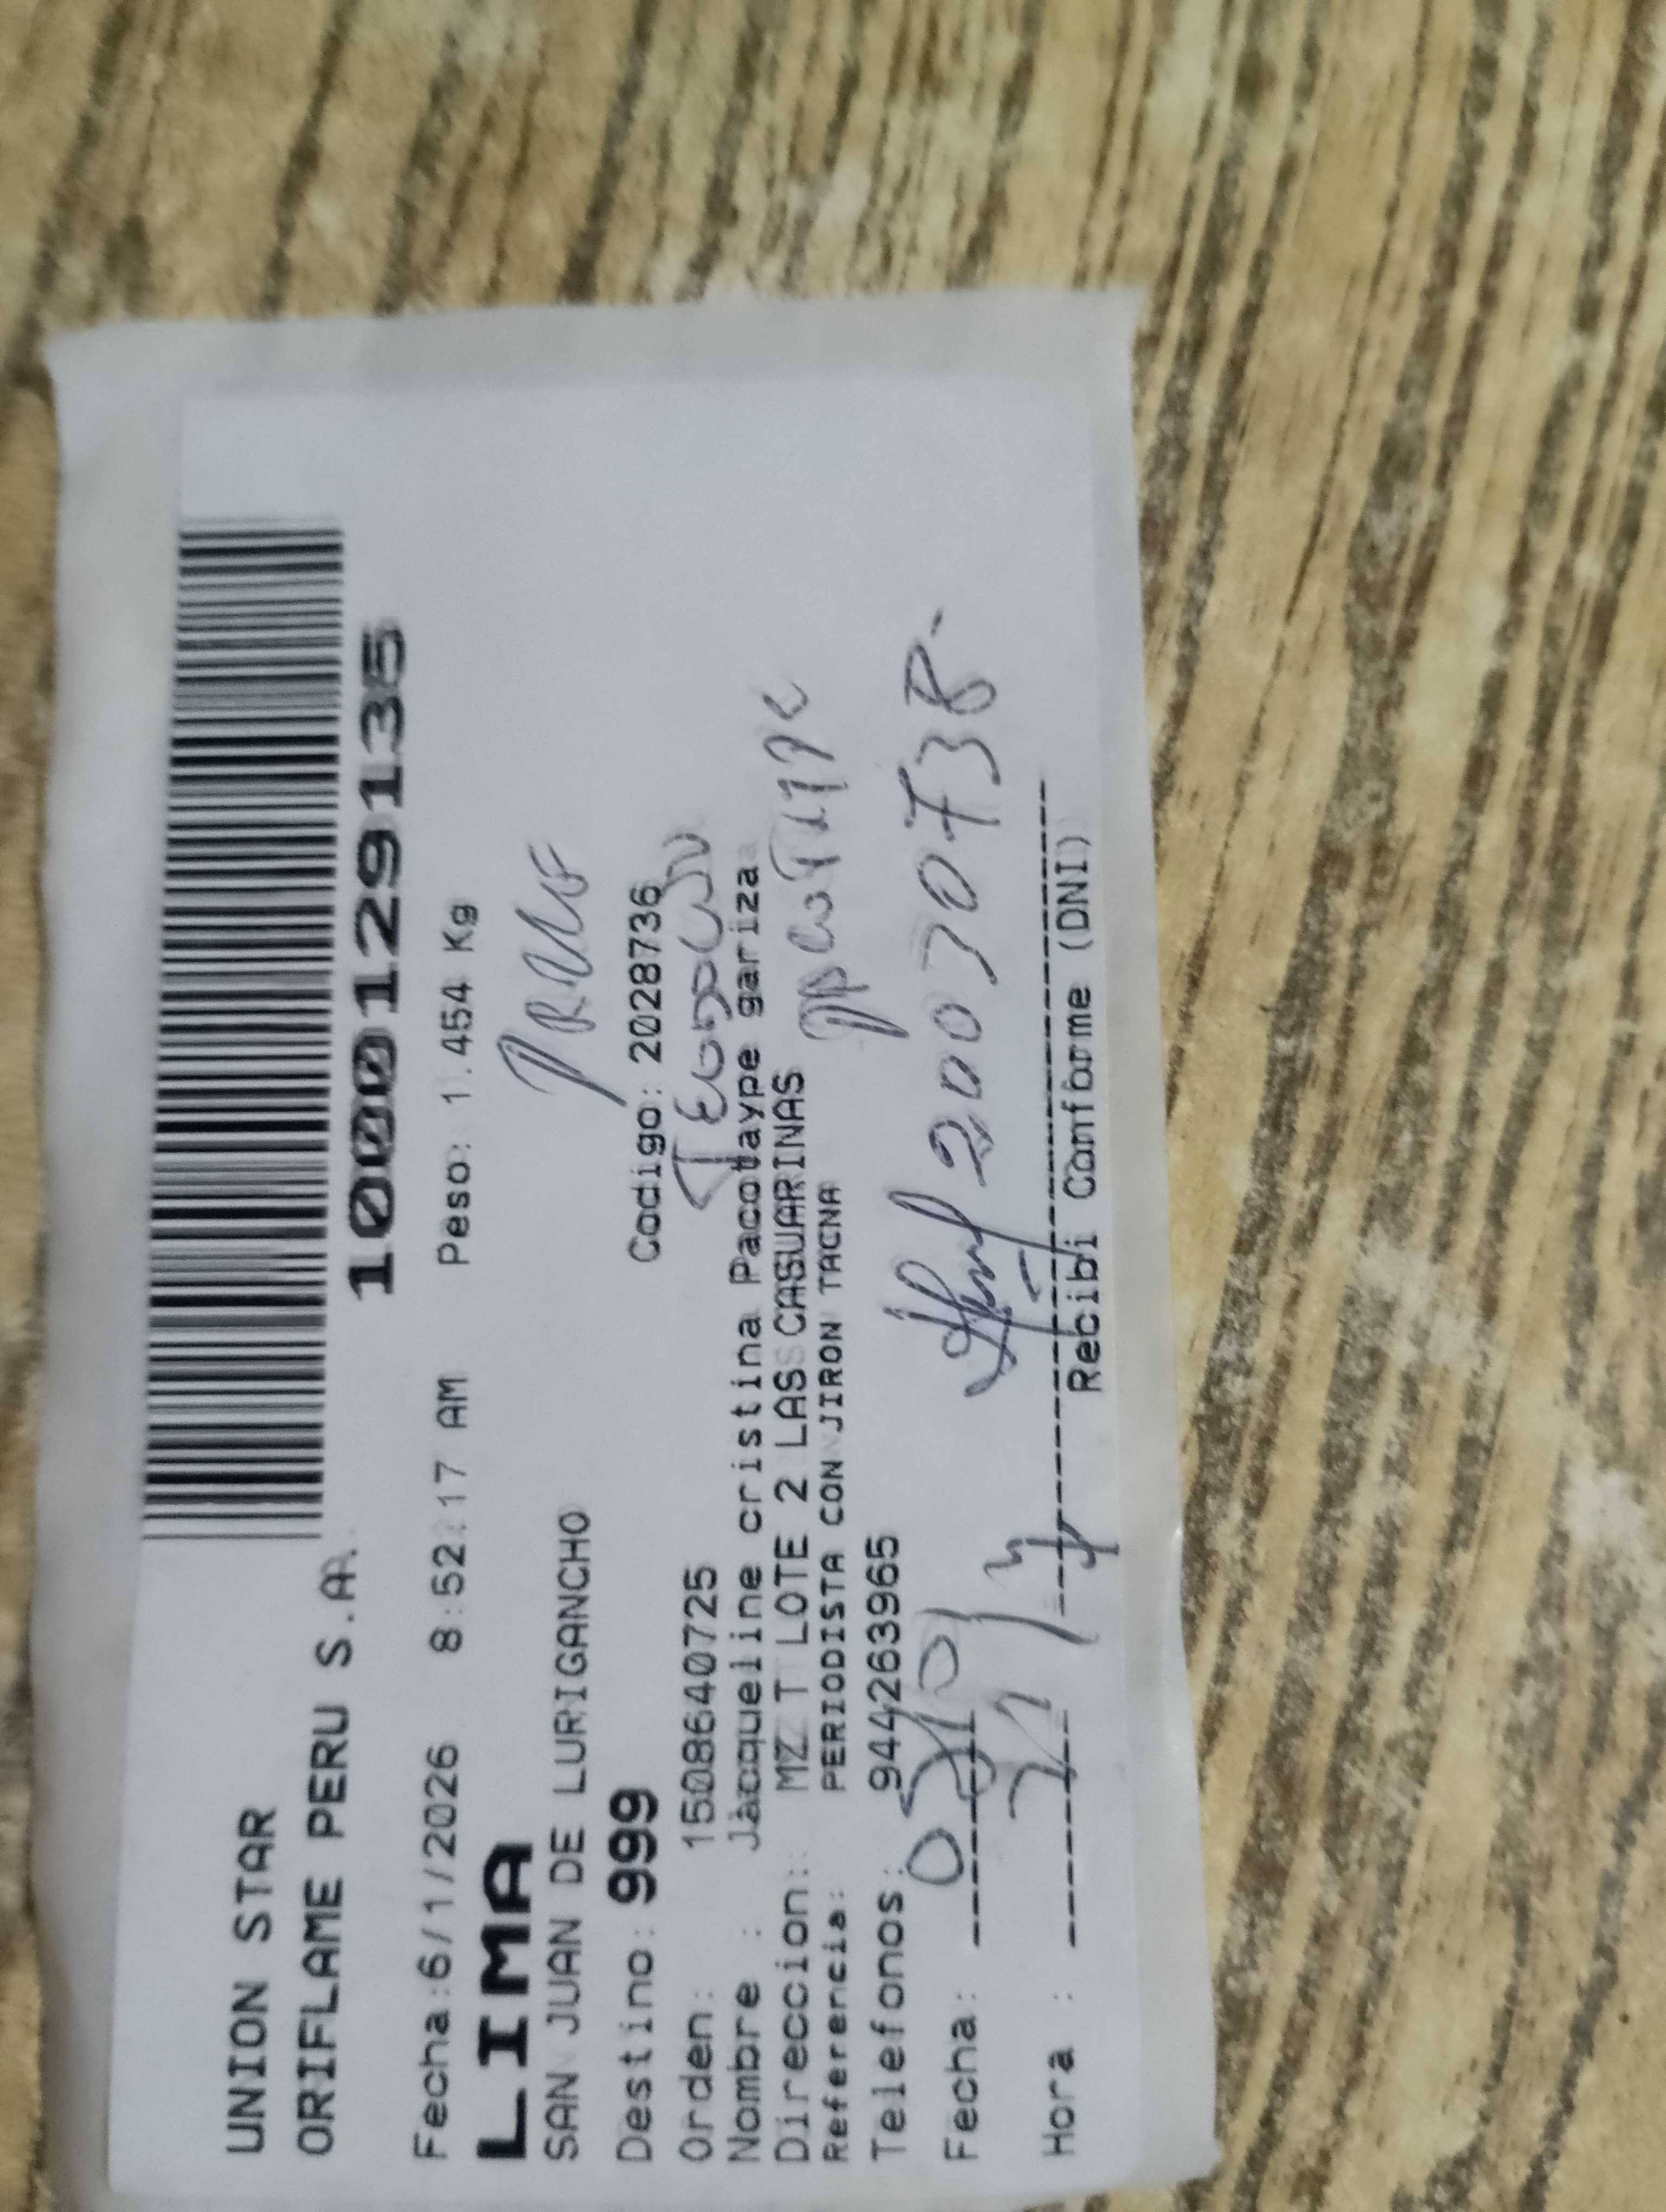 UNION STAR
ORIFLAME PERU S.A.
1000129135
Fecha:6/1/2026 8:52:17 AM Peso: 1.454 Kg
LIMA
SAN JUAN DE LURIGANCHO
Destino: 999 Codigo: 2028736
Orden: 1508640725
Nombre : Jacqueline cristina Pacotaype gariza
Direccion: MZ T LOTE 2 LAS CASUARINAS
Referencia: PERIODISTA CON JIRON TACNA
Telefonos: 944263965
20030738
Fecha:
Hora :
Recibi Conforme (DNI)